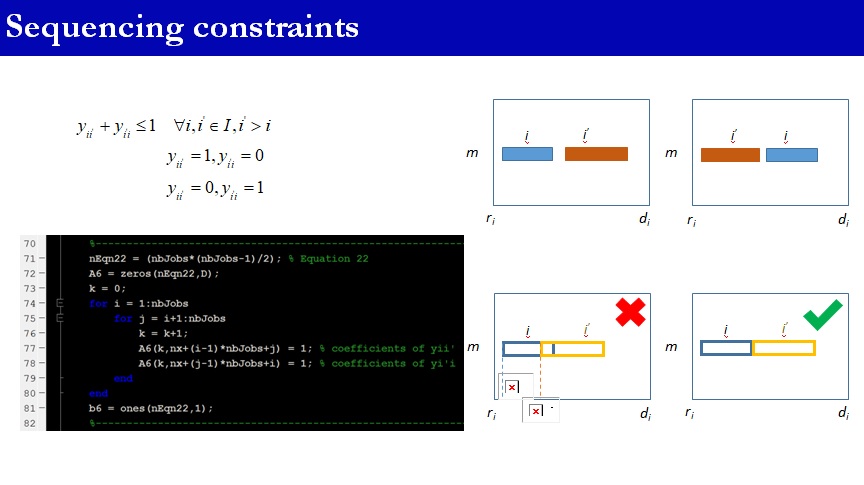 Sequencing constraints
y_{ii'} + y_{i'i} ≤ 1   ∀i, i' ∈ I, i' > i
y_{ii'} = 1, y_{i'i} = 0
y_{ii'} = 0, y_{i'i} = 1
i i'
m
r_i d_i
i' i
m
r_i d_i
70 %----------------------------------------------------------
71 nEqn22 = (nbJobs*(nbJobs-1)/2); % Equation 22
72 A6 = zeros(nEqn22,D);
73 k = 0;
74 for i = 1:nbJobs
75 for j = i+1:nbJobs
76 k = k+1;
77 A6(k,nx+(i-1)*nbJobs+j) = 1; % coefficients of yii'
78 A6(k,nx+(j-1)*nbJobs+i) = 1; % coefficients of yi'i
79 end
80 end
81 b6 = ones(nEqn22,1);
82 %----------------------------------------------------------
i i'
m
r_i d_i
i i'
m
r_i d_i